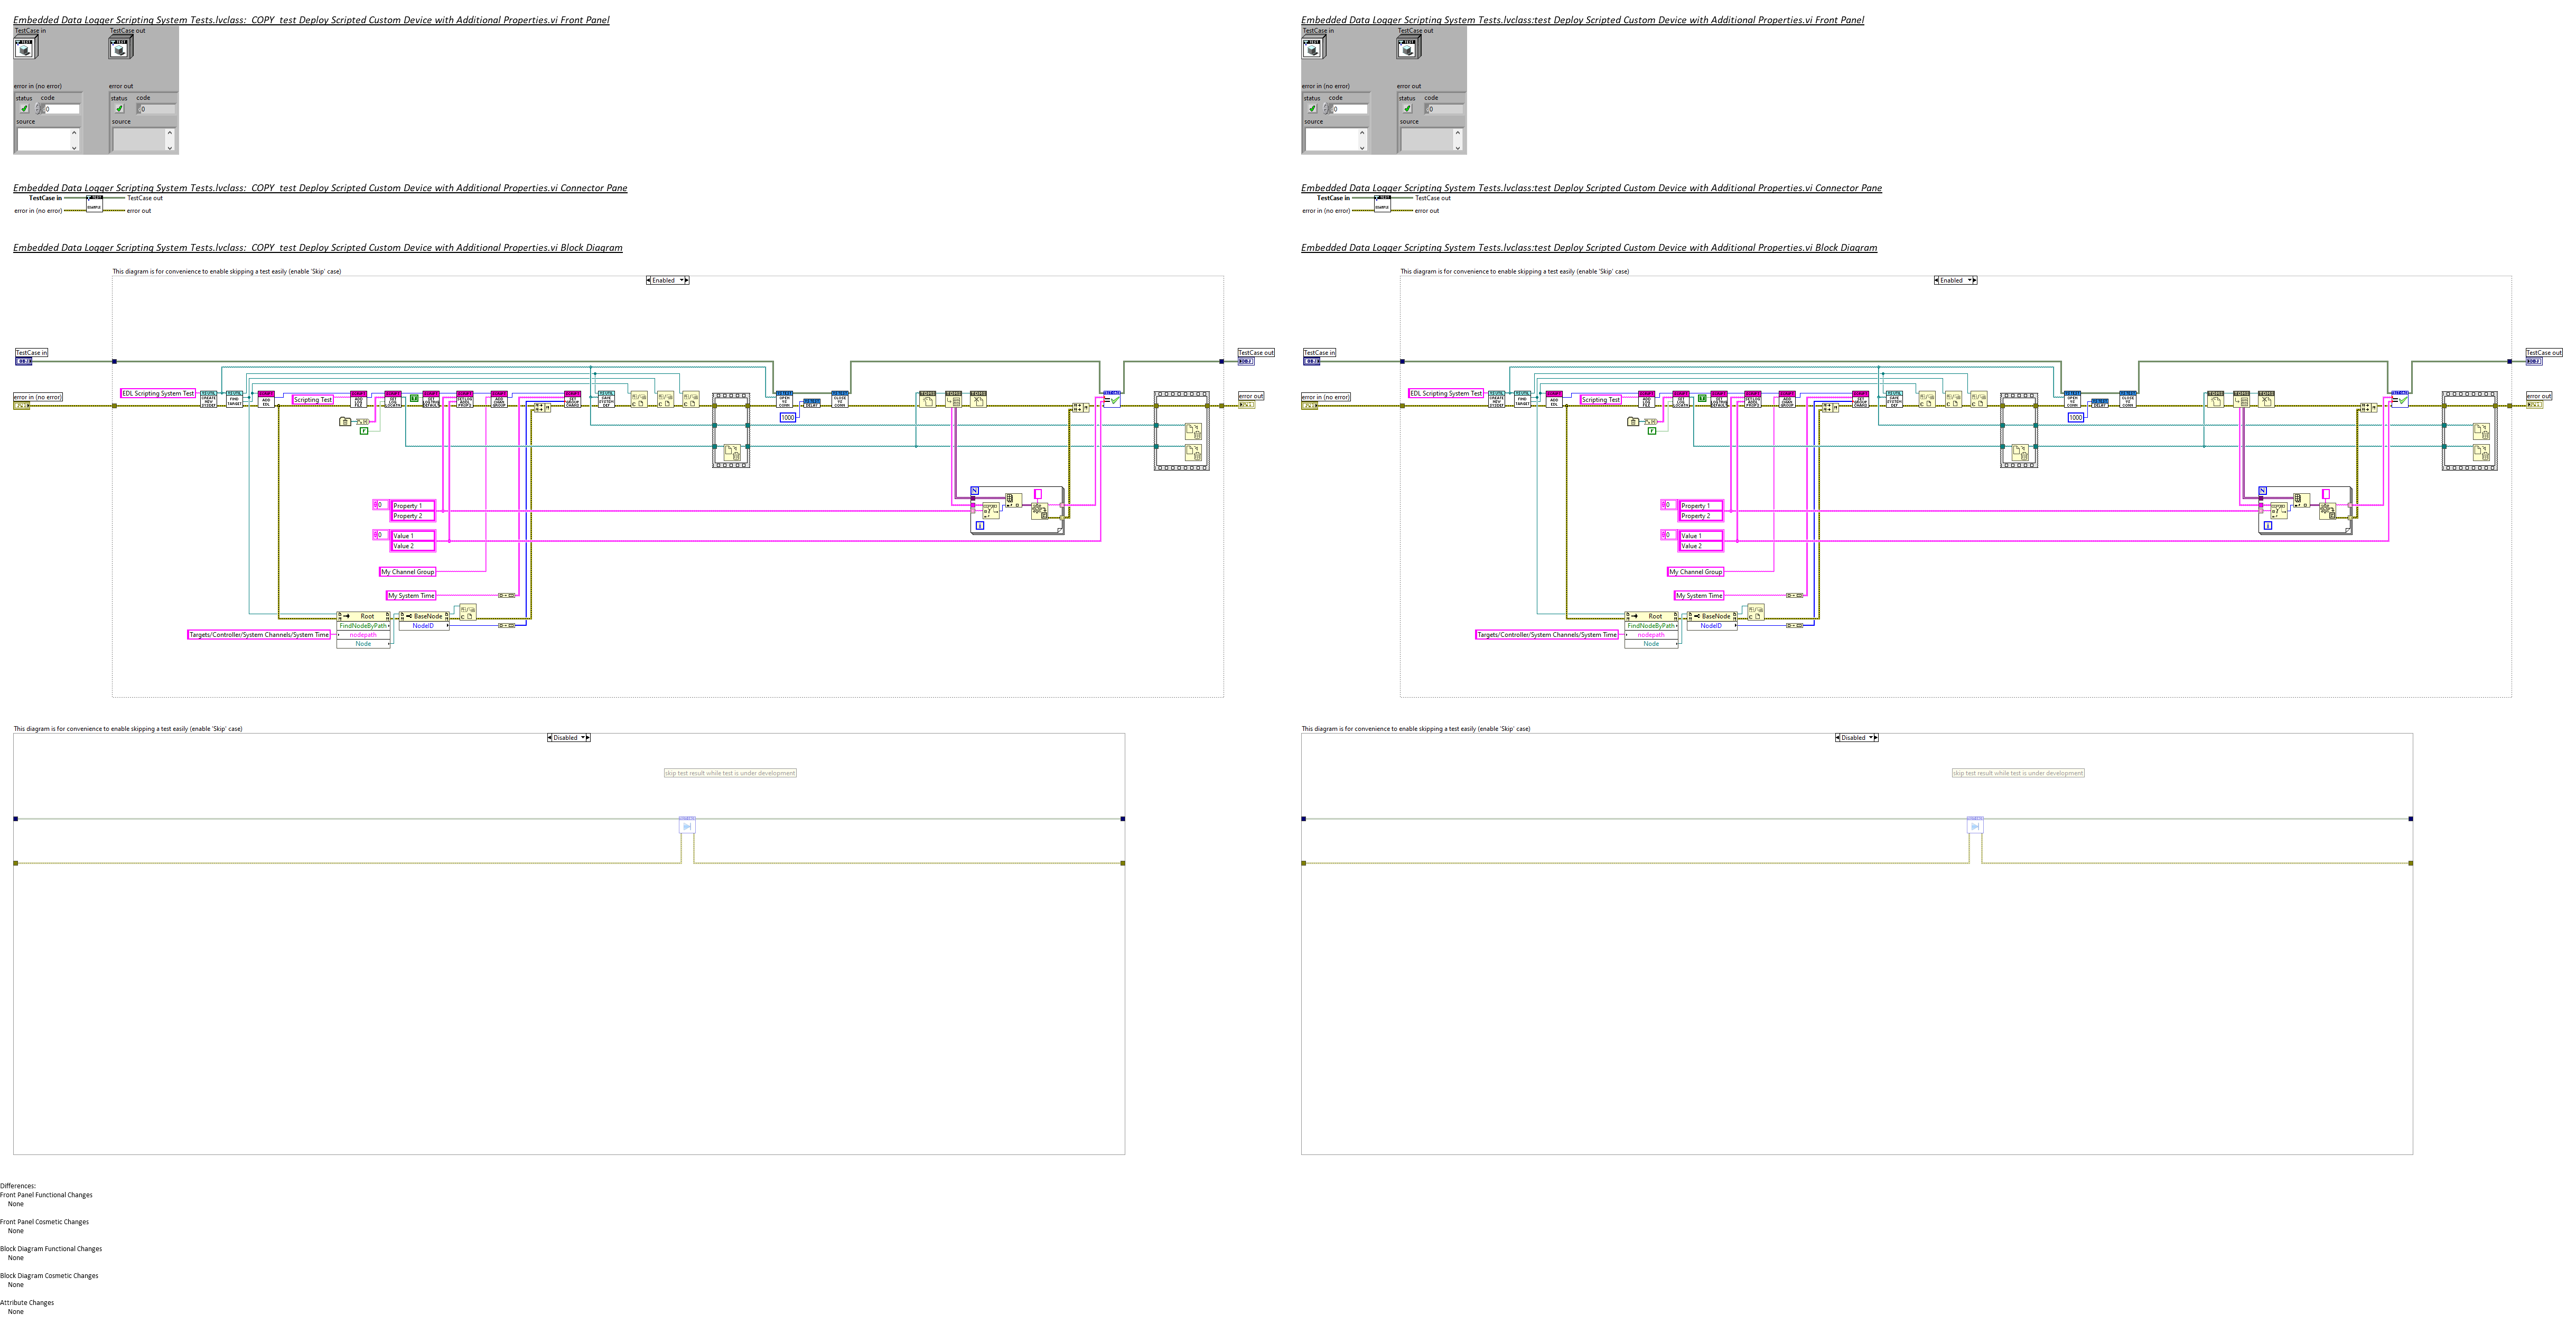 Embedded Data Logger Scripting System Tests.lvclass:_COPY_test Deploy Scripted Custom Device with Additional Properties.vi Front Panel
TestCase in
TestCase out
error in (no error)
error out
status code
status code
0
0
source
source
Embedded Data Logger Scripting System Tests.lvclass:_COPY_test Deploy Scripted Custom Device with Additional Properties.vi Connector Pane
TestCase in
TestCase out
error in (no error)
error out
Embedded Data Logger Scripting System Tests.lvclass:_COPY_test Deploy Scripted Custom Device with Additional Properties.vi Block Diagram
This diagram is for convenience to enable skipping a test easily (enable 'Skip' case)
Enabled
TestCase in
TestCase out
error in (no error)
error out
EDL Scripting System Test
Scripting Test
1000
Property 1
Property 2
Value 1
Value 2
My Channel Group
My System Time
Root
BaseNode
FindNodeByPath
NodeID
Targets/Controller/System Channels/System Time
nodepath
Node
This diagram is for convenience to enable skipping a test easily (enable 'Skip' case)
Disabled
skip test result while test is under development
Embedded Data Logger Scripting System Tests.lvclass:test Deploy Scripted Custom Device with Additional Properties.vi Front Panel
TestCase in
TestCase out
error in (no error)
error out
status code
status code
0
0
source
source
Embedded Data Logger Scripting System Tests.lvclass:test Deploy Scripted Custom Device with Additional Properties.vi Connector Pane
TestCase in
TestCase out
error in (no error)
error out
Embedded Data Logger Scripting System Tests.lvclass:test Deploy Scripted Custom Device with Additional Properties.vi Block Diagram
This diagram is for convenience to enable skipping a test easily (enable 'Skip' case)
Enabled
TestCase in
TestCase out
error in (no error)
error out
EDL Scripting System Test
Scripting Test
1000
Property 1
Property 2
Value 1
Value 2
My Channel Group
My System Time
Root
BaseNode
FindNodeByPath
NodeID
Targets/Controller/System Channels/System Time
nodepath
Node
This diagram is for convenience to enable skipping a test easily (enable 'Skip' case)
Disabled
skip test result while test is under development
Differences:
Front Panel Functional Changes
None
Front Panel Cosmetic Changes
None
Block Diagram Functional Changes
None
Block Diagram Cosmetic Changes
None
Attribute Changes
None